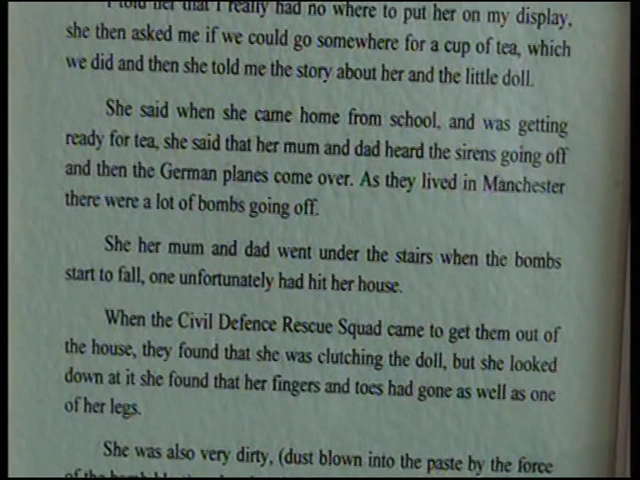 I told her that I really had no where to put her on my display,
she then asked me if we could go somewhere for a cup of tea, which
we did and then she told me the story about her and the little doll.
She said when she came home from school, and was getting
ready for tea, she said that her mum and dad heard the sirens going off
and then the German planes come over. As they lived in Manchester
there were a lot of bombs going off.
She her mum and dad went under the stairs when the bombs
start to fall, one unfortunately had hit her house.
When the Civil Defence Rescue Squad came to get them out of
the house, they found that she was clutching the doll, but she looked
down at it she found that her fingers and toes had gone as well as one
of her legs.
She was also very dirty, (dust blown into the paste by the force
of the